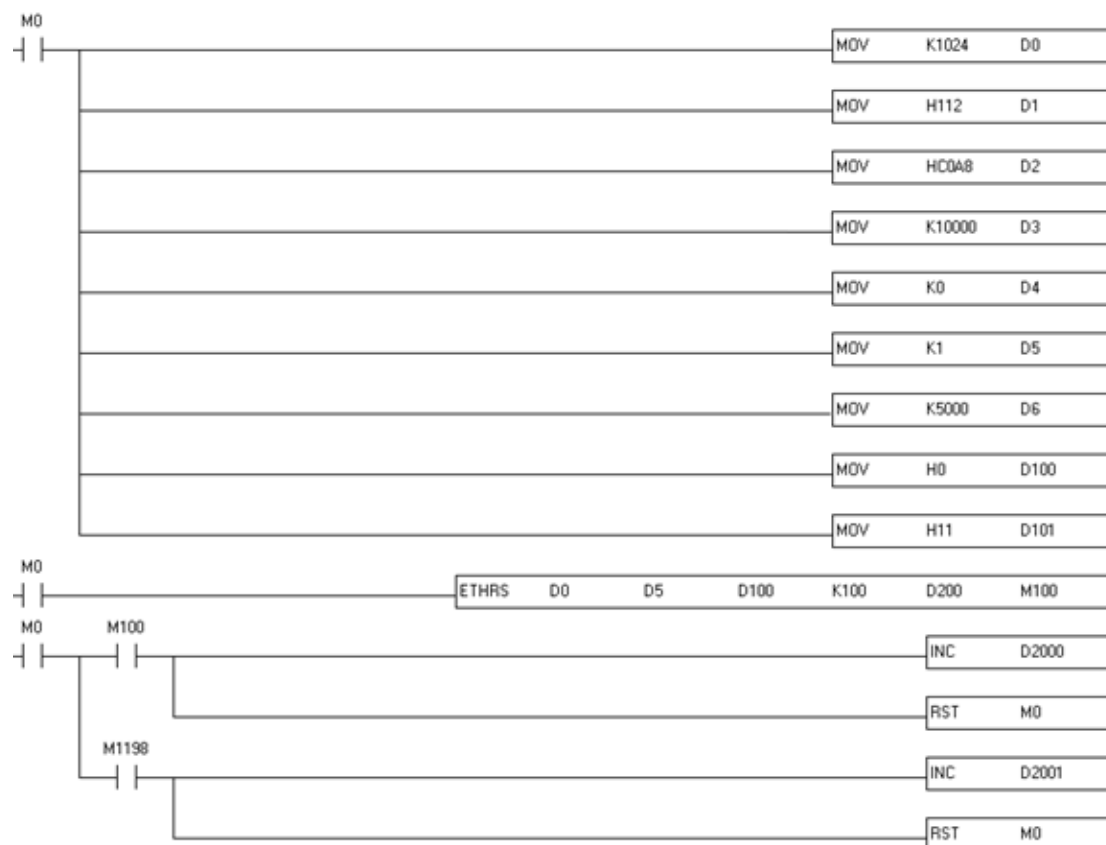 M0
MOV K1024 D0
MOV H112 D1
MOV HC0A8 D2
MOV K10000 D3
MOV K0 D4
MOV K1 D5
MOV K5000 D6
MOV H0 D100
MOV H11 D101
M0
ETHRS D0 D5 D100 K100 D200 M100
M0 M100
INC D2000
RST M0
M1198
INC D2001
RST M0